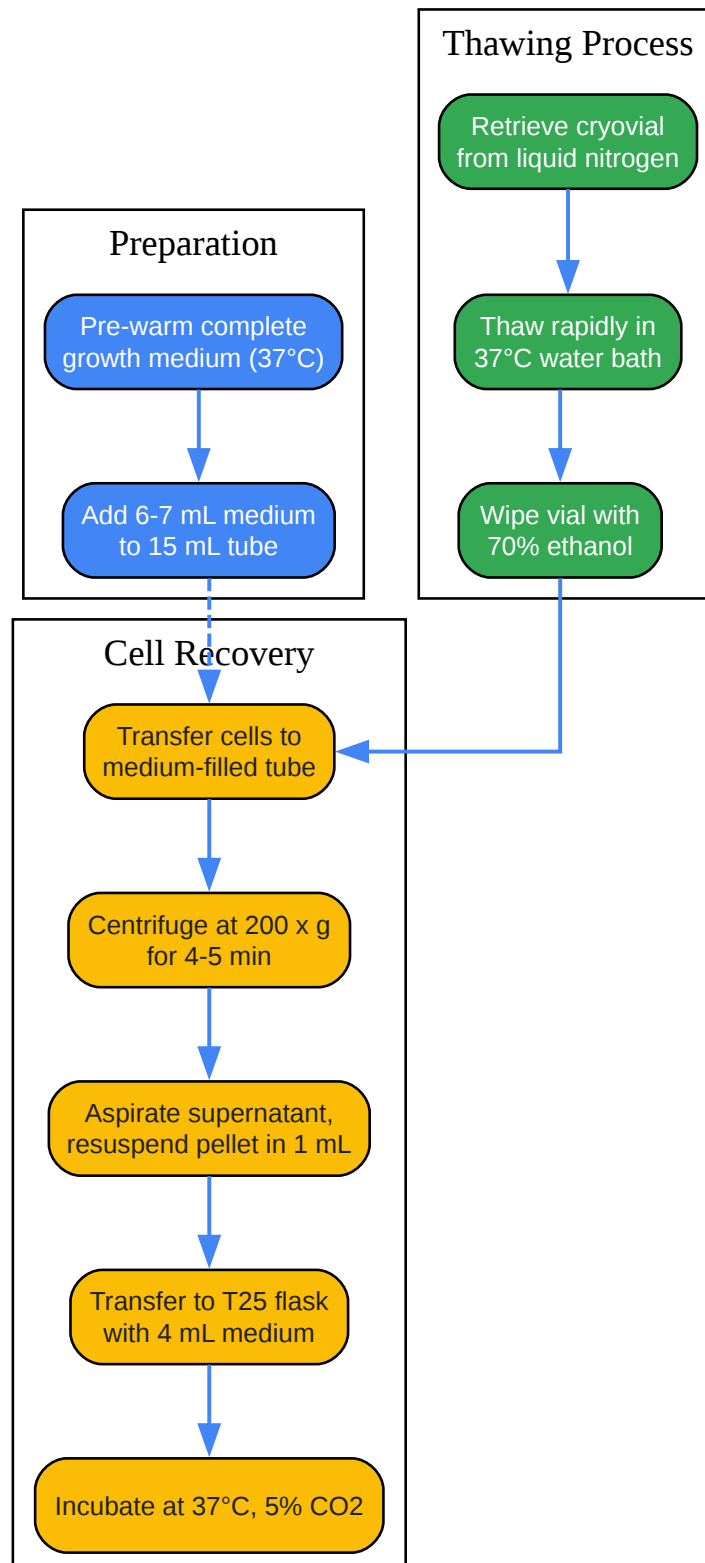 Thawing Process
Retrieve cryovial
from liquid nitrogen
Thaw rapidly in
37°C water bath
Wipe vial with
70% ethanol
Preparation
Pre-warm complete
growth medium (37°C)
Add 6-7 mL medium
to 15 mL tube
Cell Recovery
Transfer cells to
medium-filled tube
Centrifuge at 200 x g
for 4-5 min
Aspirate supernatant,
resuspend pellet in 1 mL
Transfer to T25 flask
with 4 mL medium
Incubate at 37°C, 5% CO2